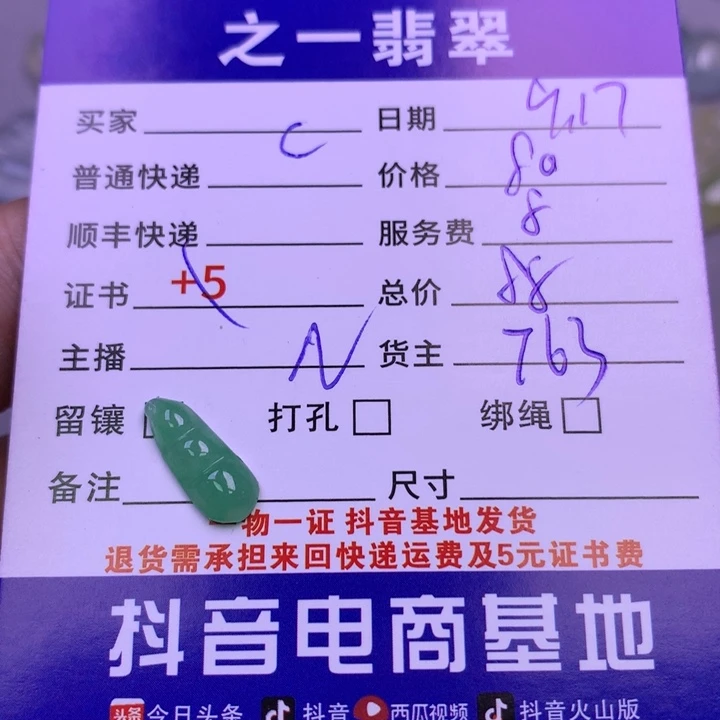 之一翡翠
买家 日期 9.17
普通快递 C 价格 80
顺丰快递 服务费 8
证书 +5 总价 88
主播 N 货主 763
留镶 打孔 绑绳
备注 尺寸
物一证 抖音基地发货
退货需承担来回快递运费及5元证书费
抖音电商基地
头条 今日头条 抖音 西瓜视频 抖音火山版